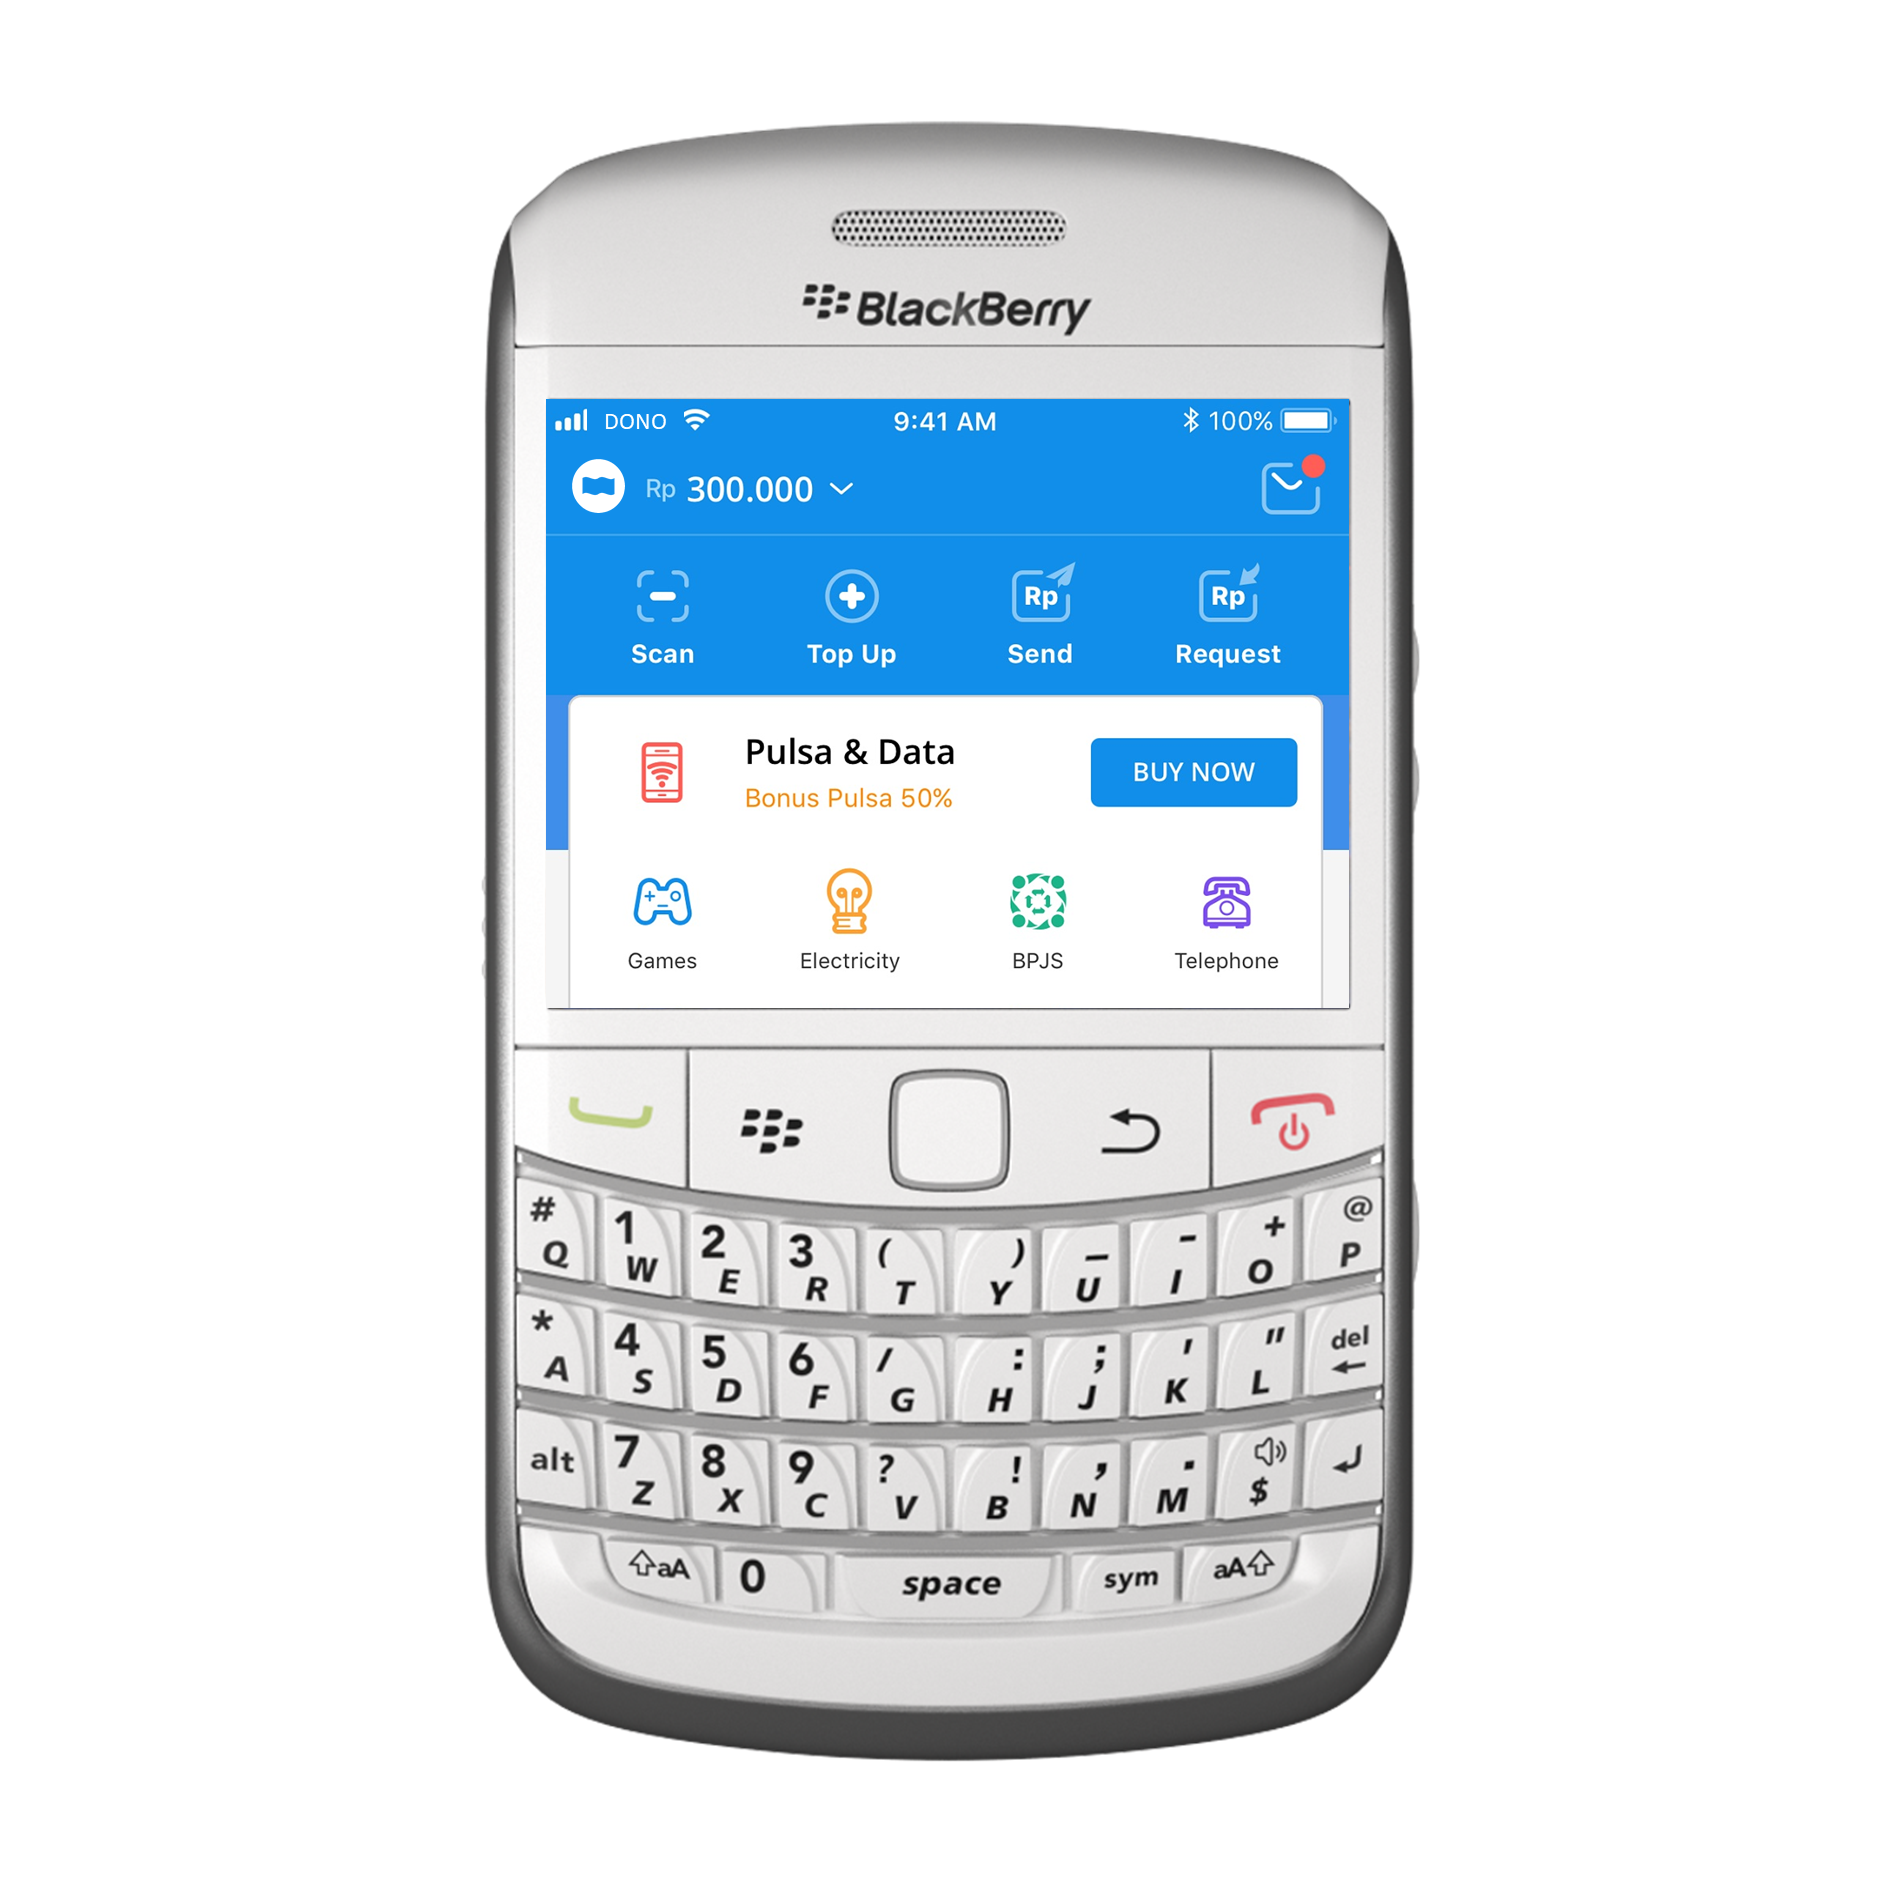 BlackBerry
DONO 9:41 AM 100%
Rp 300.000
Rp Rp
Scan Top Up Send Request
Pulsa & Data
Bonus Pulsa 50%
BUY NOW
Games Electricity BPJS Telephone
# 1 2 3 ( ) _ - + @
Q W E R T Y U I O P
* 4 5 6 / : ; ' " del
A S D F G H J K L
alt 7 8 9 ? ! , .
Z X C V B N M $
aA 0 space sym aA